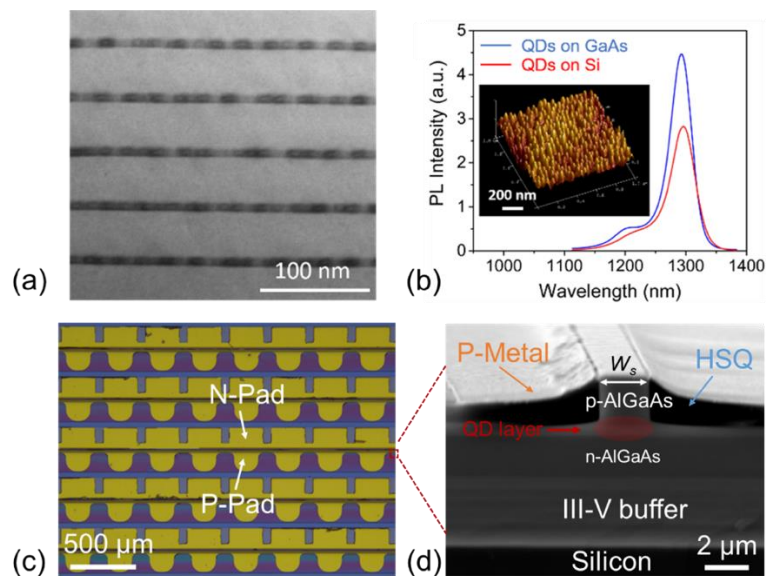 (a)
100 nm
(b)
PL Intensity (a.u.)
5
4
3
2
1
0
QDs on GaAs
QDs on Si
200 nm
1000
1100
1200
1300
1400
Wavelength (nm)
(c)
N-Pad
P-Pad
500 μm
(d)
P-Metal
Ws
HSQ
p-AlGaAs
QD layer
n-AlGaAs
III-V buffer
Silicon
2 μm